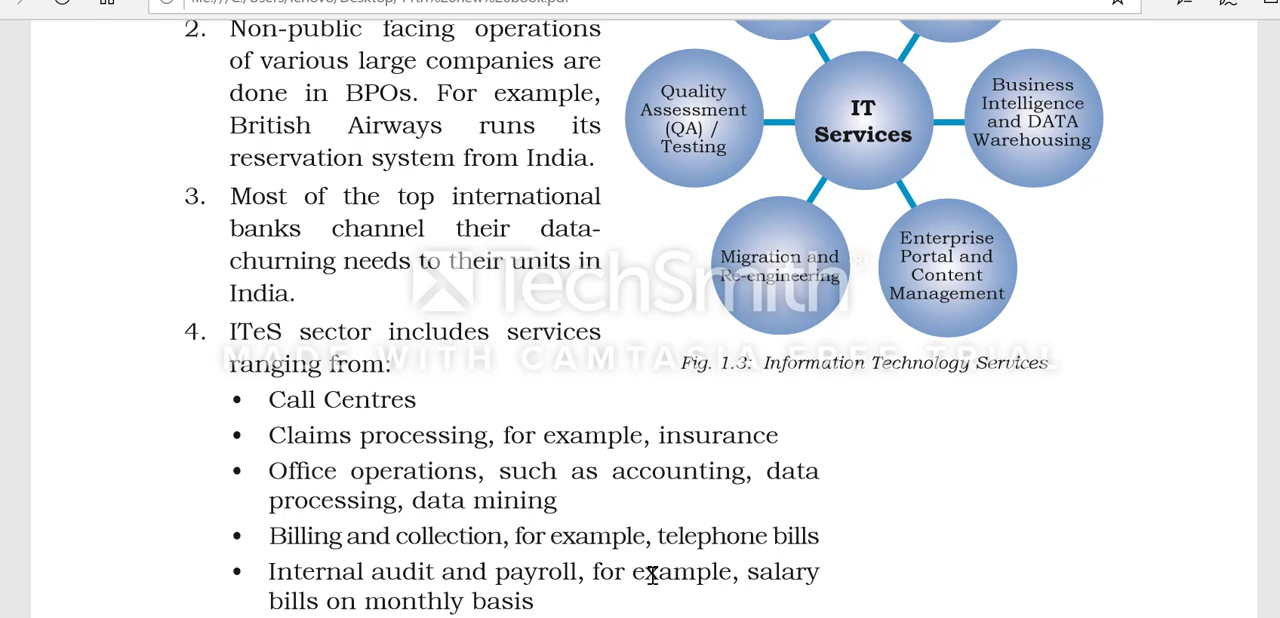 2. Non-public facing operations
of various large companies are
done in BPOs. For example,
British Airways runs its
reservation system from India.
3. Most of the top international
banks channel their data-
churning needs to their units in
India.
4. ITeS sector includes services
ranging from:
• Call Centres
• Claims processing, for example, insurance
• Office operations, such as accounting, data
processing, data mining
• Billing and collection, for example, telephone bills
• Internal audit and payroll, for example, salary
bills on monthly basis
Quality
Assessment
(QA) /
Testing
IT
Services
Business
Intelligence
and DATA
Warehousing
Migration and
Re-engineering
Enterprise
Portal and
Content
Management
Fig. 1.3: Information Technology Services
TechSmith®
MADE WITH CAMTASIA FREE TRIAL